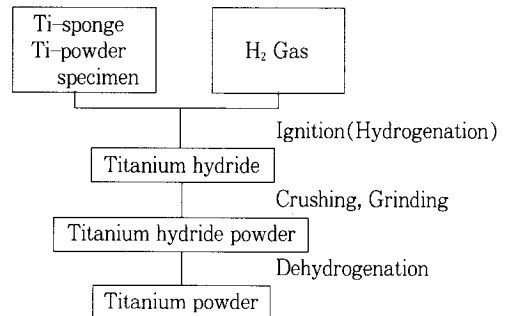 Ti-sponge
Ti-powder
specimen
H₂ Gas
Ignition(Hydrogenation)
Titanium hydride
Crushing, Grinding
Titanium hydride powder
Dehydrogenation
Titanium powder